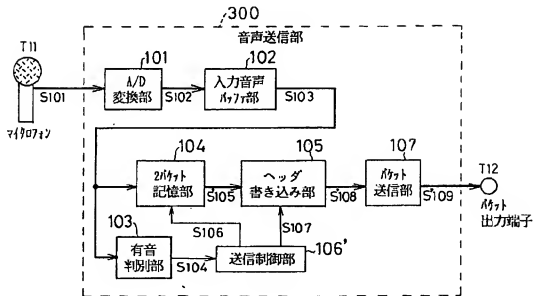 300
音声送信部
T11
101
102
A/D
変換部
入力音声
バッファ部
S101
S102
S103
マイクロフォン
104
105
107
2パケット
記憶部
ヘッダ
書き込み部
パケット
送信部
T12
S105
S108
S109
パケット
出力端子
103
S106
S107
有音
判別部
S104
送信制御部
106'